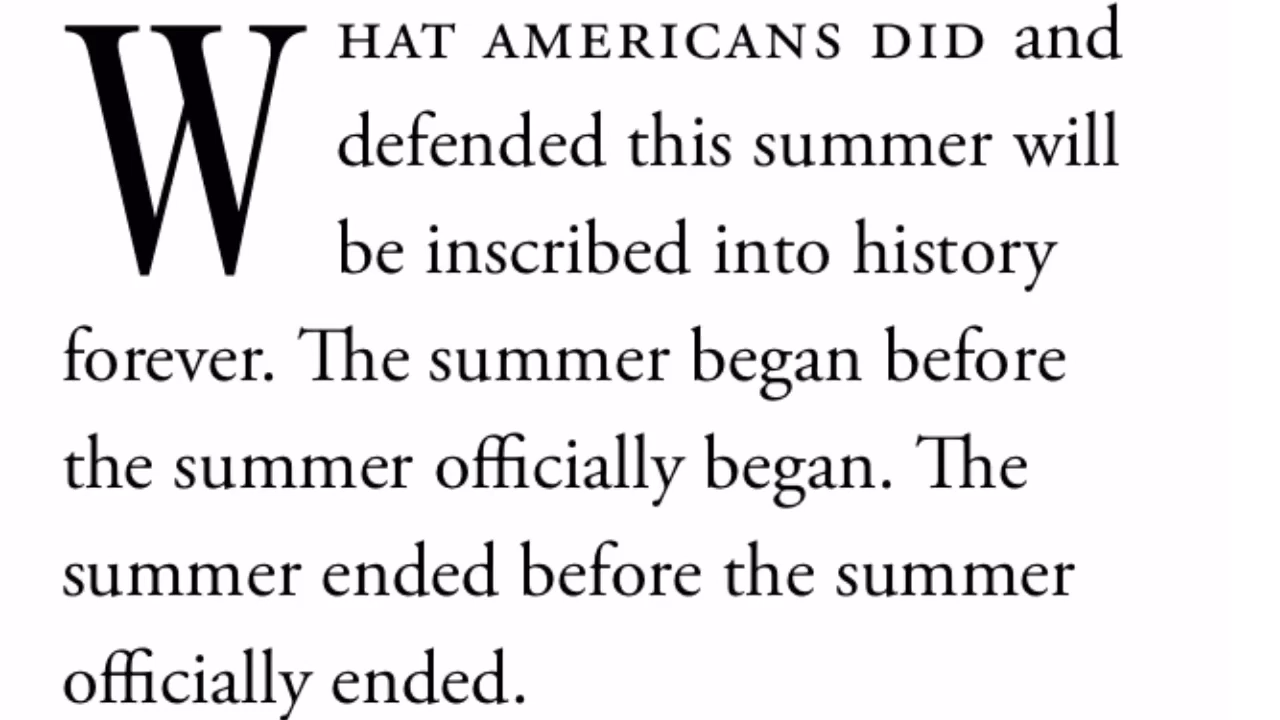 WHAT AMERICANS DID and
defended this summer will
be inscribed into history
forever. The summer began before
the summer officially began. The
summer ended before the summer
officially ended.